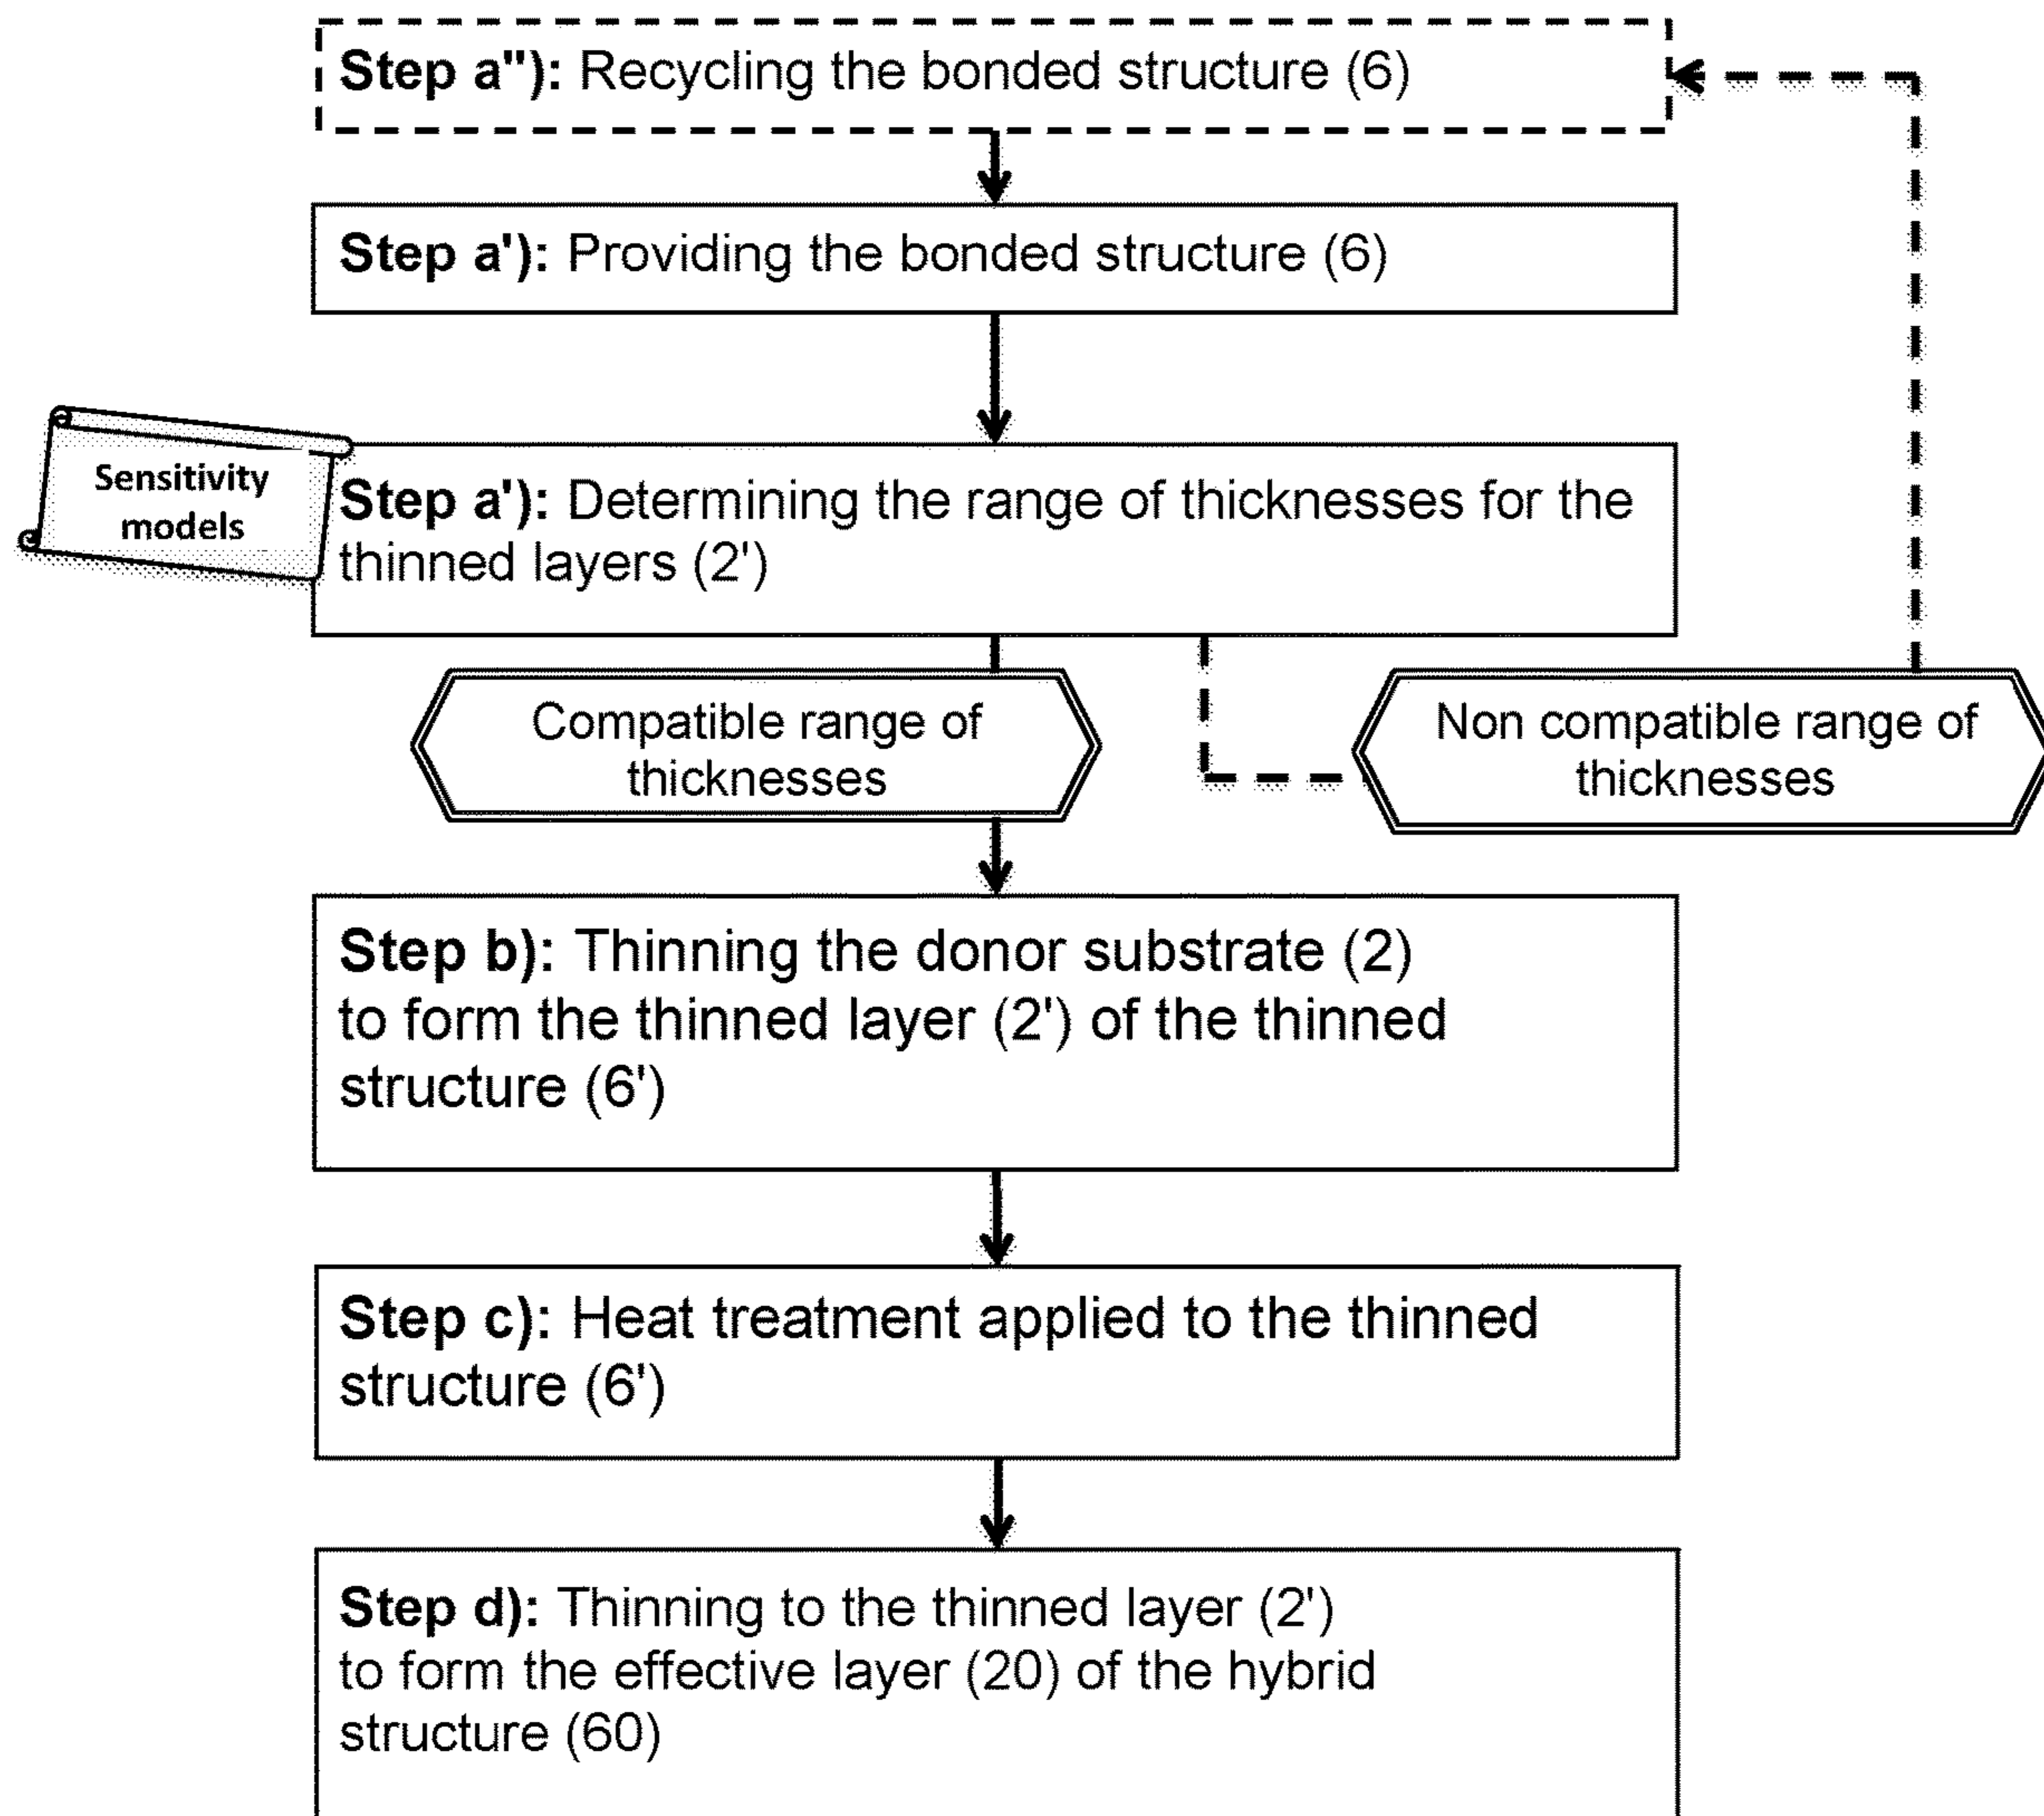 Step a"): Recycling the bonded structure (6)
Step a'): Providing the bonded structure (6)
Sensitivity
models
Step a'): Determining the range of thicknesses for the
thinned layers (2')
Compatible range of
thicknesses
Non compatible range of
thicknesses
Step b): Thinning the donor substrate (2)
to form the thinned layer (2') of the thinned
structure (6')
Step c): Heat treatment applied to the thinned
structure (6')
Step d): Thinning to the thinned layer (2')
to form the effective layer (20) of the hybrid
structure (60)